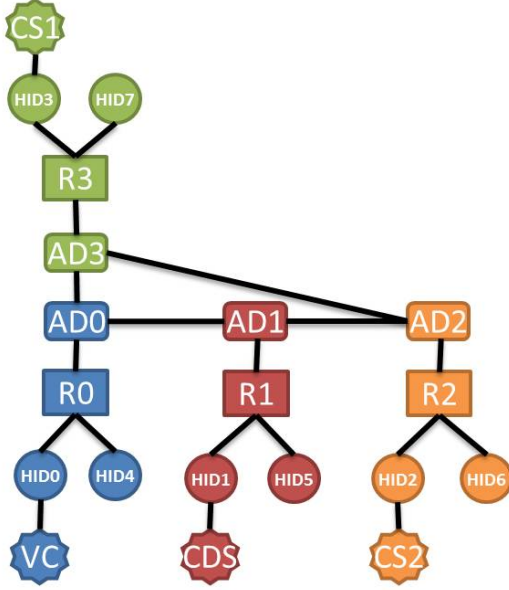 CS1
HID3 HID7
R3
AD3
AD0 AD1 AD2
R0 R1 R2
HID0 HID4 HID1 HID5 HID2 HID6
VC CDS CS2